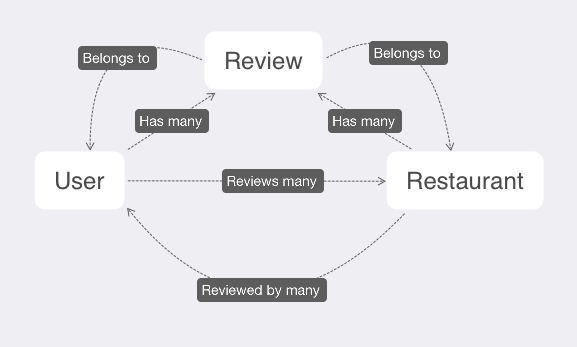 Review
Belongs to
Belongs to
Has many
Has many
User
Reviews many
Restaurant
Reviewed by many